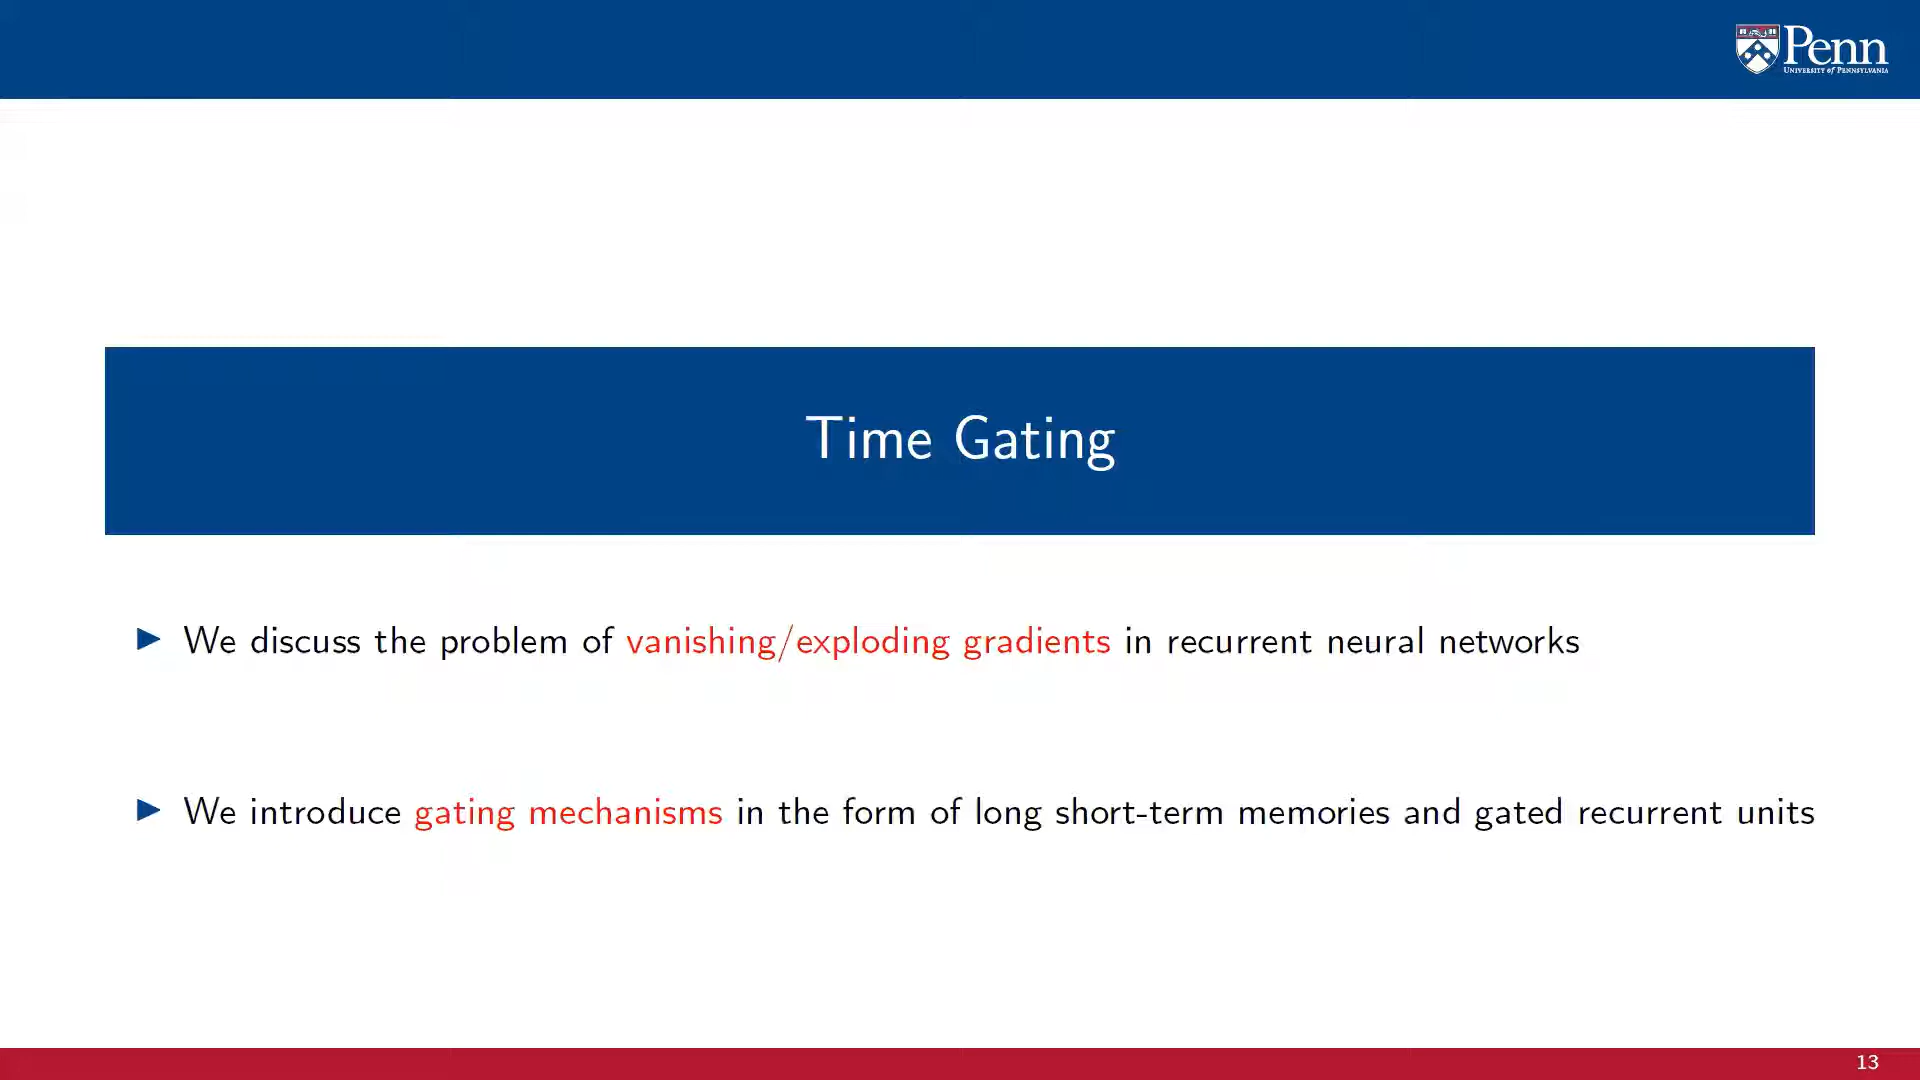 Penn
UNIVERSITY of PENNSYLVANIA
Time Gating
We discuss the problem of vanishing/exploding gradients in recurrent neural networks
We introduce gating mechanisms in the form of long short-term memories and gated recurrent units
13